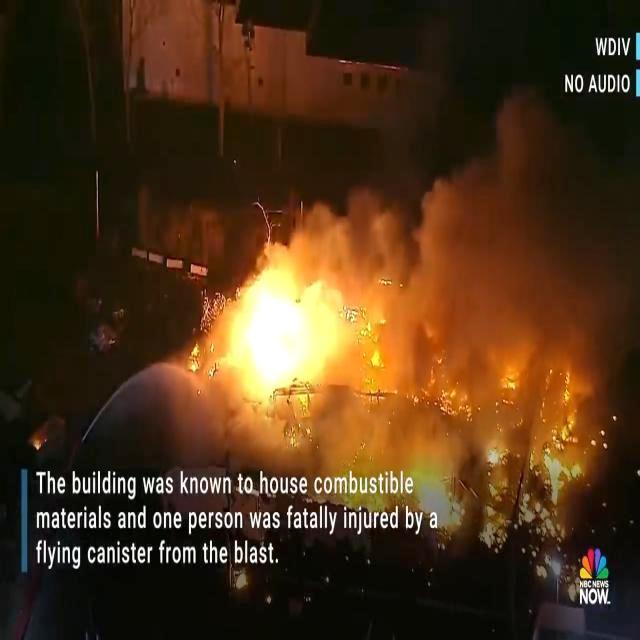 WDIV
NO AUDIO
The building was known to house combustible
materials and one person was fatally injured by a
flying canister from the blast.
NBC NEWS
NOW